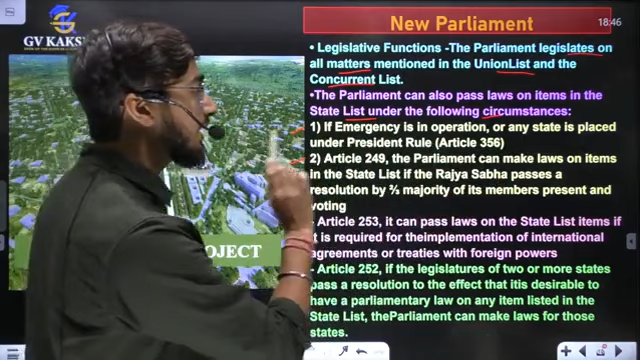 GV KAKSH
New Parliament
18:46
• Legislative Functions -The Parliament legislates on
all matters mentioned in the UnionList and the
Concurrent List.
•The Parliament can also pass laws on items in the
State List under the following circumstances:
1) If Emergency is in operation, or any state is placed
under President Rule (Article 356)
2) Article 249, the Parliament can make laws on items
in the State List if the Rajya Sabha passes a
resolution by ⅔ majority of its members present and
voting
- Article 253, it can pass laws on the State List items if
it is required for theimplementation of international
agreements or treaties with foreign powers
- Article 252, if the legislatures of two or more states
pass a resolution to the effect that itis desirable to
have a parliamentary law on any item listed in the
State List, theParliament can make laws for those
states.
OJECT